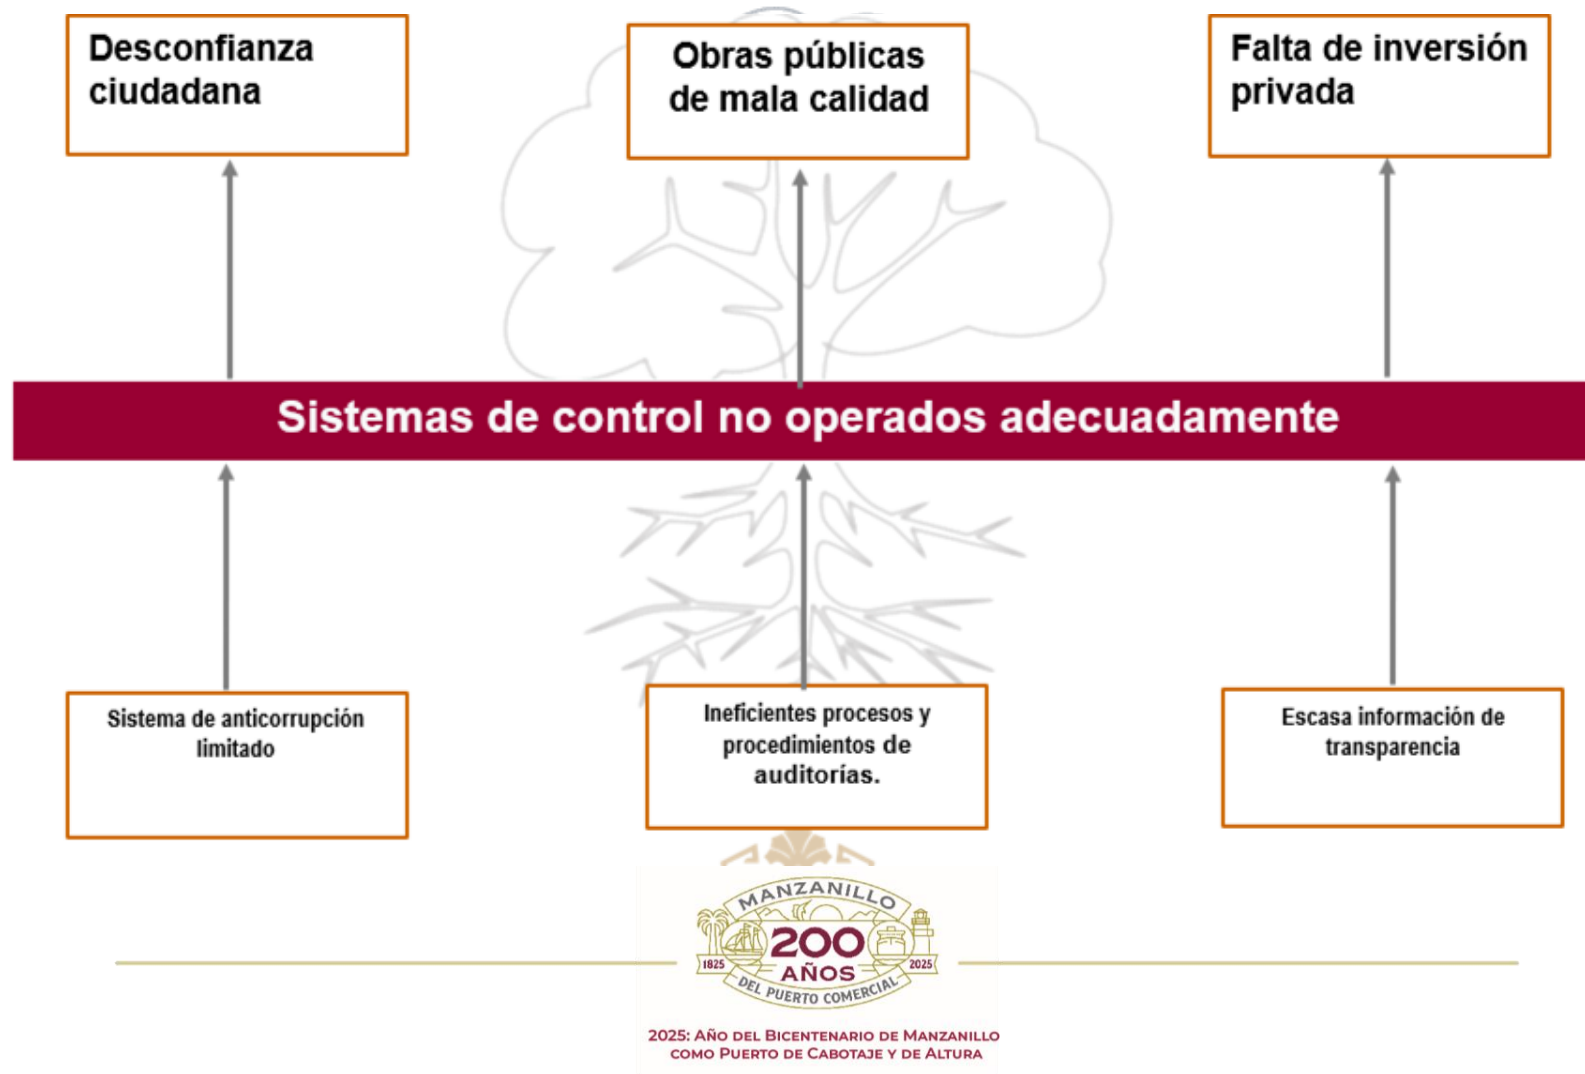 Desconfianza
ciudadana
Obras públicas
de mala calidad
Falta de inversión
privada
Sistemas de control no operados adecuadamente
Sistema de anticorrupción
limitado
Ineficientes procesos y
procedimientos de
auditorías.
Escasa información de
transparencia
MANZANILLO
200
AÑOS
1825
2025
DEL PUERTO COMERCIAL
2025: AÑO DEL BICENTENARIO DE MANZANILLO
COMO PUERTO DE CABOTAJE Y DE ALTURA